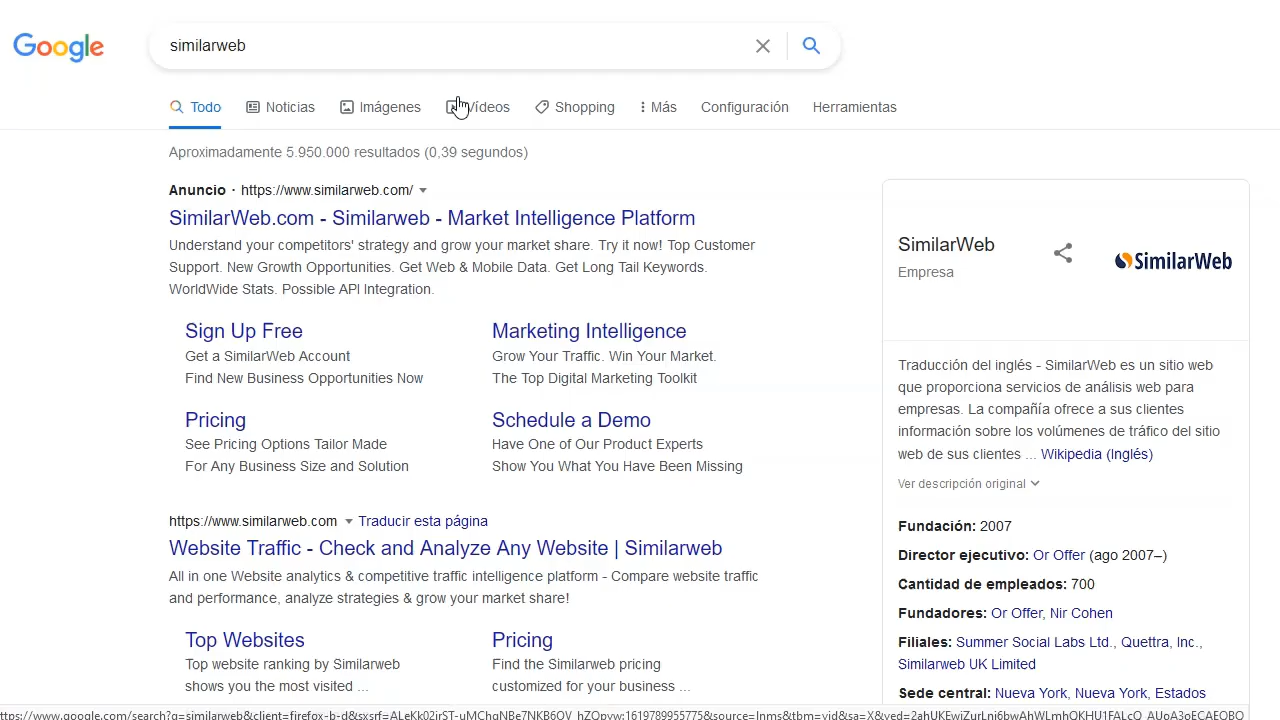 Google
similarweb
Todo Noticias Imágenes Vídeos Shopping Más Configuración Herramientas
Aproximadamente 5.950.000 resultados (0,39 segundos)
Anuncio · https://www.similarweb.com/
SimilarWeb.com - Similarweb - Market Intelligence Platform
Understand your competitors' strategy and grow your market share. Try it now! Top Customer
Support. New Growth Opportunities. Get Web & Mobile Data. Get Long Tail Keywords.
WorldWide Stats. Possible API Integration.
Sign Up Free
Get a SimilarWeb Account
Find New Business Opportunities Now
Marketing Intelligence
Grow Your Traffic. Win Your Market.
The Top Digital Marketing Toolkit
Pricing
See Pricing Options Tailor Made
For Any Business Size and Solution
Schedule a Demo
Have One of Our Product Experts
Show You What You Have Been Missing
https://www.similarweb.com Traducir esta página
Website Traffic - Check and Analyze Any Website | Similarweb
All in one Website analytics & competitive traffic intelligence platform - Compare website traffic
and performance, analyze strategies & grow your market share!
Top Websites
Top website ranking by Similarweb
shows you the most visited ...
Pricing
Find the Similarweb pricing
customized for your business ...
SimilarWeb
Empresa
SimilarWeb
Traducción del inglés - SimilarWeb es un sitio web
que proporciona servicios de análisis web para
empresas. La compañía ofrece a sus clientes
información sobre los volúmenes de tráfico del sitio
web de sus clientes ... Wikipedia (Inglés)
Ver descripción original
Fundación: 2007
Director ejecutivo: Or Offer (ago 2007–)
Cantidad de empleados: 700
Fundadores: Or Offer, Nir Cohen
Filiales: Summer Social Labs Ltd., Quettra, Inc.,
Similarweb UK Limited
Sede central: Nueva York, Nueva York, Estados